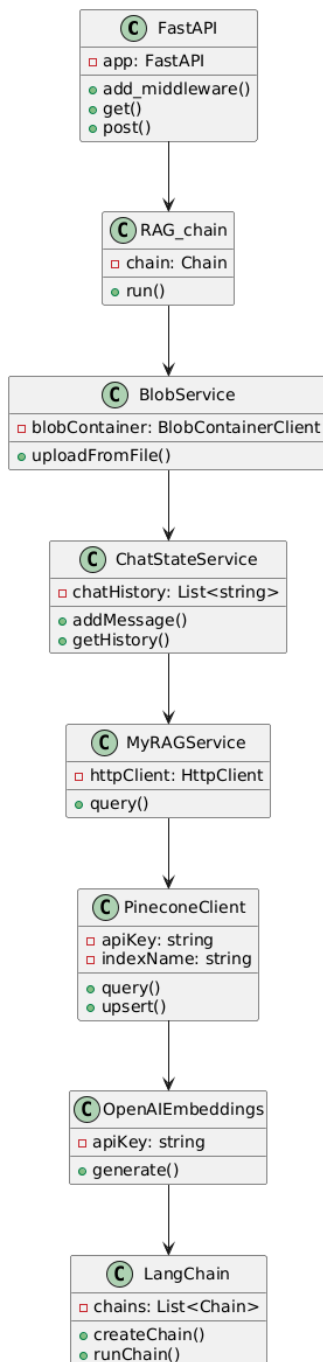 C FastAPI
app: FastAPI
add_middleware()
get()
post()
C RAG_chain
chain: Chain
run()
C BlobService
blobContainer: BlobContainerClient
uploadFromFile()
C ChatStateService
chatHistory: List<string>
addMessage()
getHistory()
C MyRAGService
httpClient: HttpClient
query()
C PineconeClient
apiKey: string
indexName: string
query()
upsert()
C OpenAIEmbeddings
apiKey: string
generate()
C LangChain
chains: List<Chain>
createChain()
runChain()